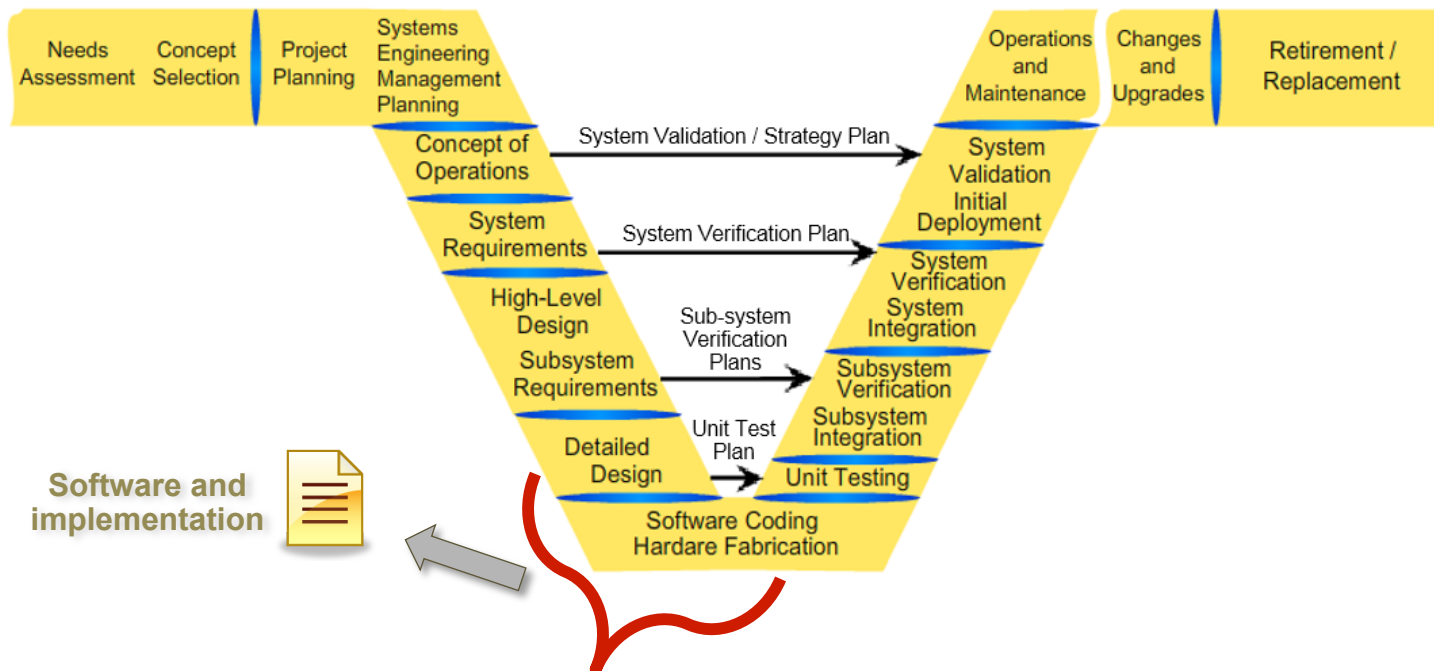 Needs
Assessment
Concept
Selection
Project
Planning
Systems
Engineering
Management
Planning
Operations
and
Maintenance
Changes
and
Upgrades
Retirement /
Replacement
Concept of
Operations
System Validation / Strategy Plan
System
Validation
Initial
Deployment
System
Requirements
System Verification Plan
System
Verification
System
Integration
High-Level
Design
Subsystem
Requirements
Sub-system
Verification
Plans
Subsystem
Verification
Subsystem
Integration
Detailed
Design
Unit Test
Plan
Unit Testing
Software Coding
Hardare Fabrication
Software and
implementation